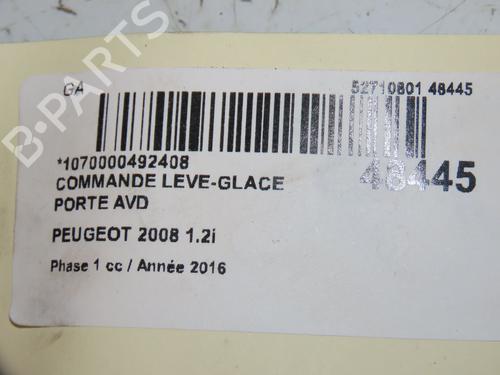 GA
52710801 48445
*1070000492408
48445
COMMANDE LEVE-GLACE
PORTE AVD
PEUGEOT 2008 1.2i
Phase 1 cc / Année 2016
B-PARTS